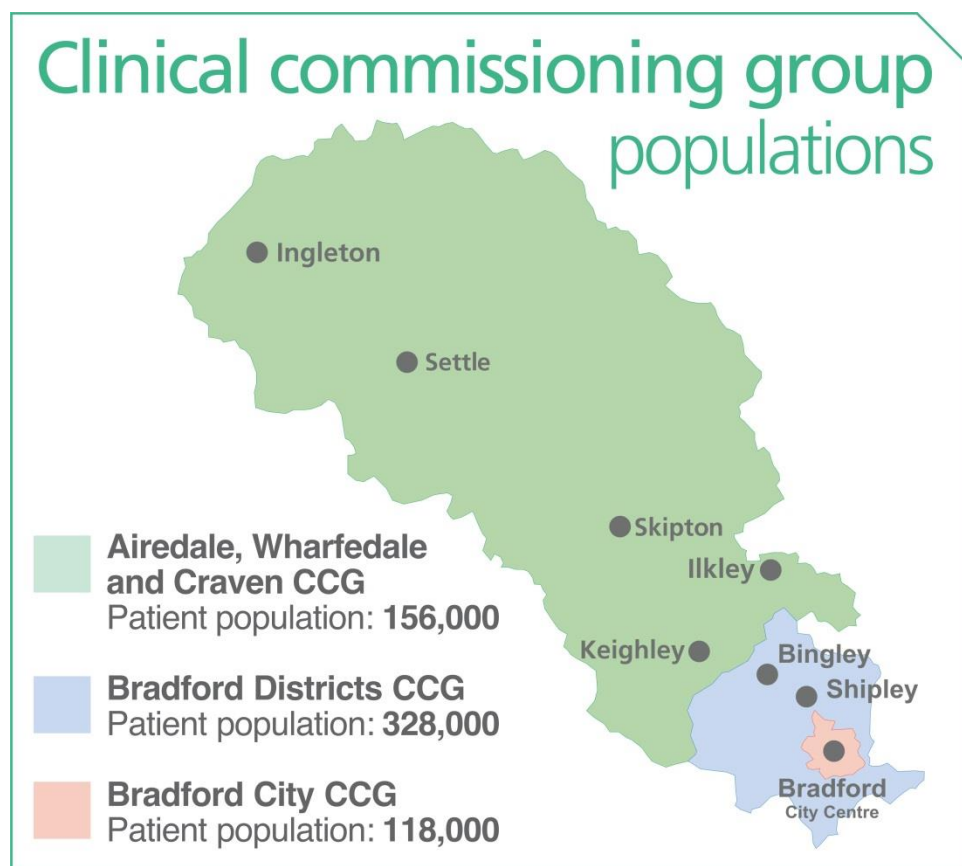 Clinical commissioning group
populations
Ingleton
Settle
Skipton
Ilkley
Keighley
Bingley
Shipley
Bradford
City Centre
Airedale, Wharfedale
and Craven CCG
Patient population: 156,000
Bradford Districts CCG
Patient population: 328,000
Bradford City CCG
Patient population: 118,000